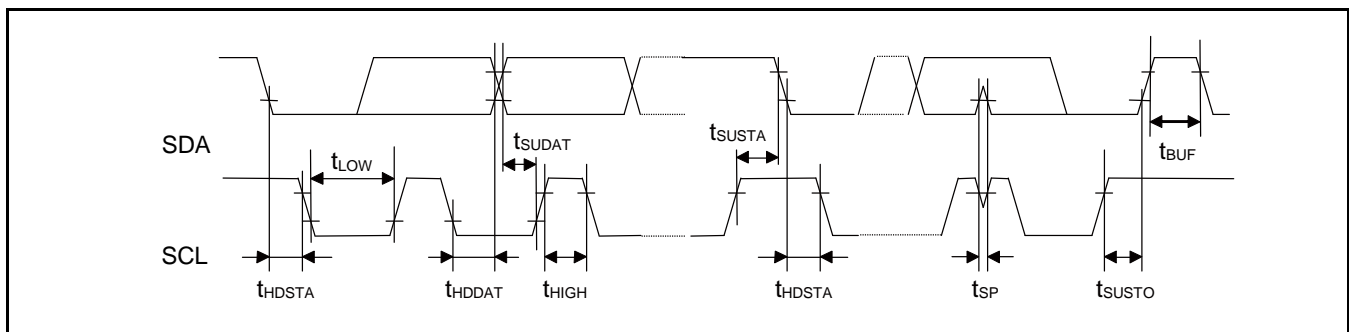 SDA
tSUDAT
tSUSTA
tBUF
tLOW
SCL
tHDSTA
tHDDAT
tHIGH
tHDSTA
tSP
tSUSTO